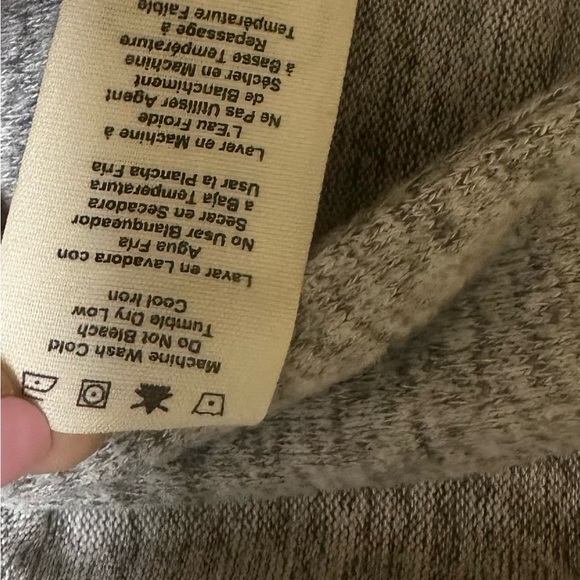 Machine Wash Cold
Do Not Bleach
Tumble Dry Low
Cool Iron
Lavar en Lavadora con
Agua Fría
No Usar Blanqueador
Secar en Secadora
a Baja Temperatura
Usar la Plancha Fría
Laver en Machine à
L'Eau Froide
Ne Pas Utiliser Agent
de Blanchiment
Sécher en Machine
à Basse Température
Repassage à
Température Faible